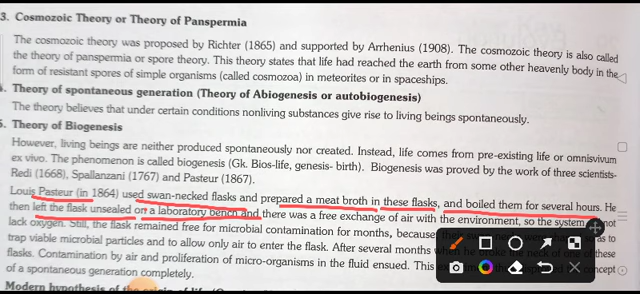 3. Cosmozoic Theory or Theory of Panspermia
The cosmozoic theory was proposed by Richter (1865) and supported by Arrhenius (1908). The cosmozoic theory is also called
the theory of panspermia or spore theory. This theory states that life had reached the earth from some other heavenly body in the
form of resistant spores of simple organisms (called cosmozoa) in meteorites or in spaceships.
Theory of spontaneous generation (Theory of Abiogenesis or autobiogenesis)
The theory believes that under certain conditions nonliving substances give rise to living beings spontaneously.
5. Theory of Biogenesis
However, living beings are neither produced spontaneously nor created. Instead, life comes from pre-existing life or omnivivum
ex vivo. The phenomenon is called biogenesis (Gk. Bios-life, genesis- birth). Biogenesis was proved by the work of three scientists-
Redi (1668), Spallanzani (1767) and Pasteur (1867).
Louis Pasteur (in 1864) used swan-necked flasks and prepared a meat broth in these flasks, and boiled them for several hours. He
then left the flask unsealed on a laboratory bench and there was a free exchange of air with the environment, so the system not
lack oxygen. Still, the flask remained free for microbial contamination for months, because as to
trap viable microbial particles and to allow only air to enter the flask. After several months these
flasks. Contamination by air and proliferation of micro-organisms in the fluid ensued. This concept
of a spontaneous generation completely.
Modern hypothesis of